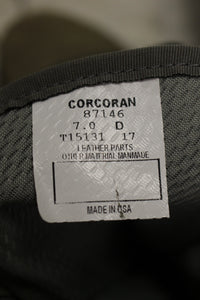 CORCORAN
87146
7.0 D
T15131 17
LEATHER PARTS
OTHER MATERIAL MANMADE
MADE IN USA